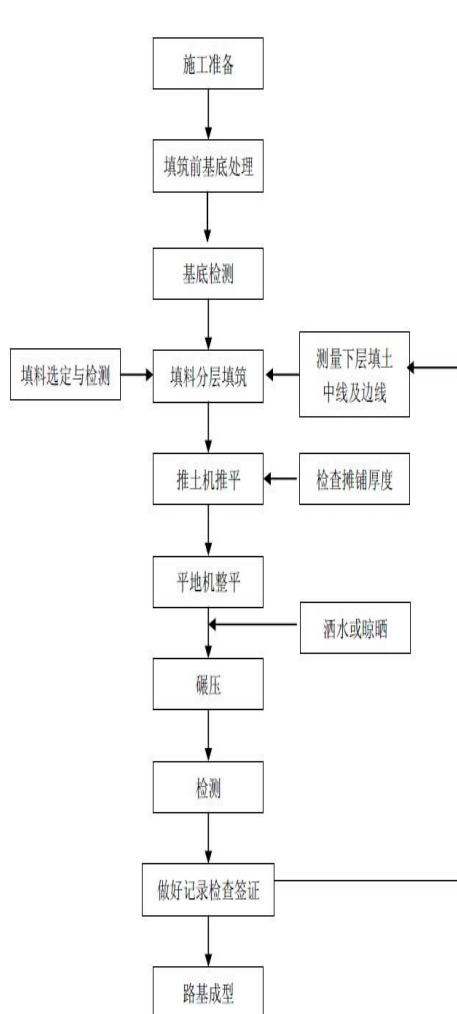 施工准备
填筑前基底处理
基底检测
填料选定与检测
填料分层填筑
测量下层填土
中线及边线
推土机推平
检查摊铺厚度
平地机整平
洒水或晾晒
碾压
检测
做好记录检查签证
路基成型